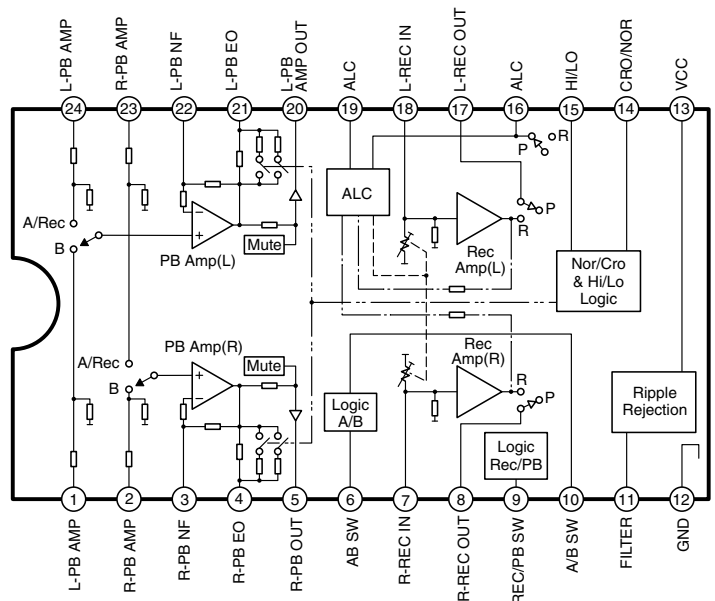 L-PB AMP
R-PB AMP
L-PB NF
L-PB EO
L-PB
AMP OUT
ALC
L-REC IN
L-REC OUT
ALC
HI/LO
CRO/NOR
VCC
24
23
22
21
20
19
18
17
16
15
14
13
R
P
ALC
A/Rec
B
−
+
PB Amp(L)
Mute
Rec
Amp(L)
P
R
Nor/Cro
& Hi/Lo
Logic
PB Amp(R)
Mute
A/Rec
B
+
−
Rec
Amp(R)
R
P
Logic
A/B
Logic
Rec/PB
Ripple
Rejection
1
2
3
4
5
6
7
8
9
10
11
12
L-PB AMP
R-PB AMP
R-PB NF
R-PB EO
R-PB OUT
AB SW
R-REC IN
R-REC OUT
REC/PB SW
A/B SW
FILTER
GND